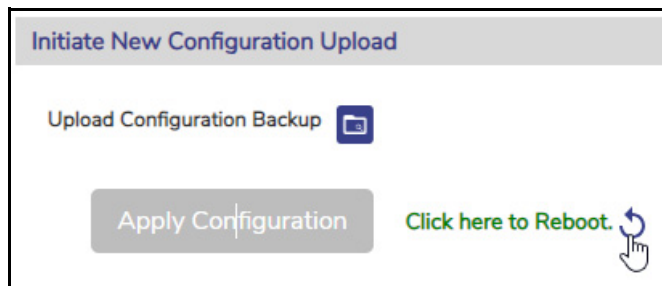 Initiate New Configuration Upload
Upload Configuration Backup
Apply Configuration
Click here to Reboot.